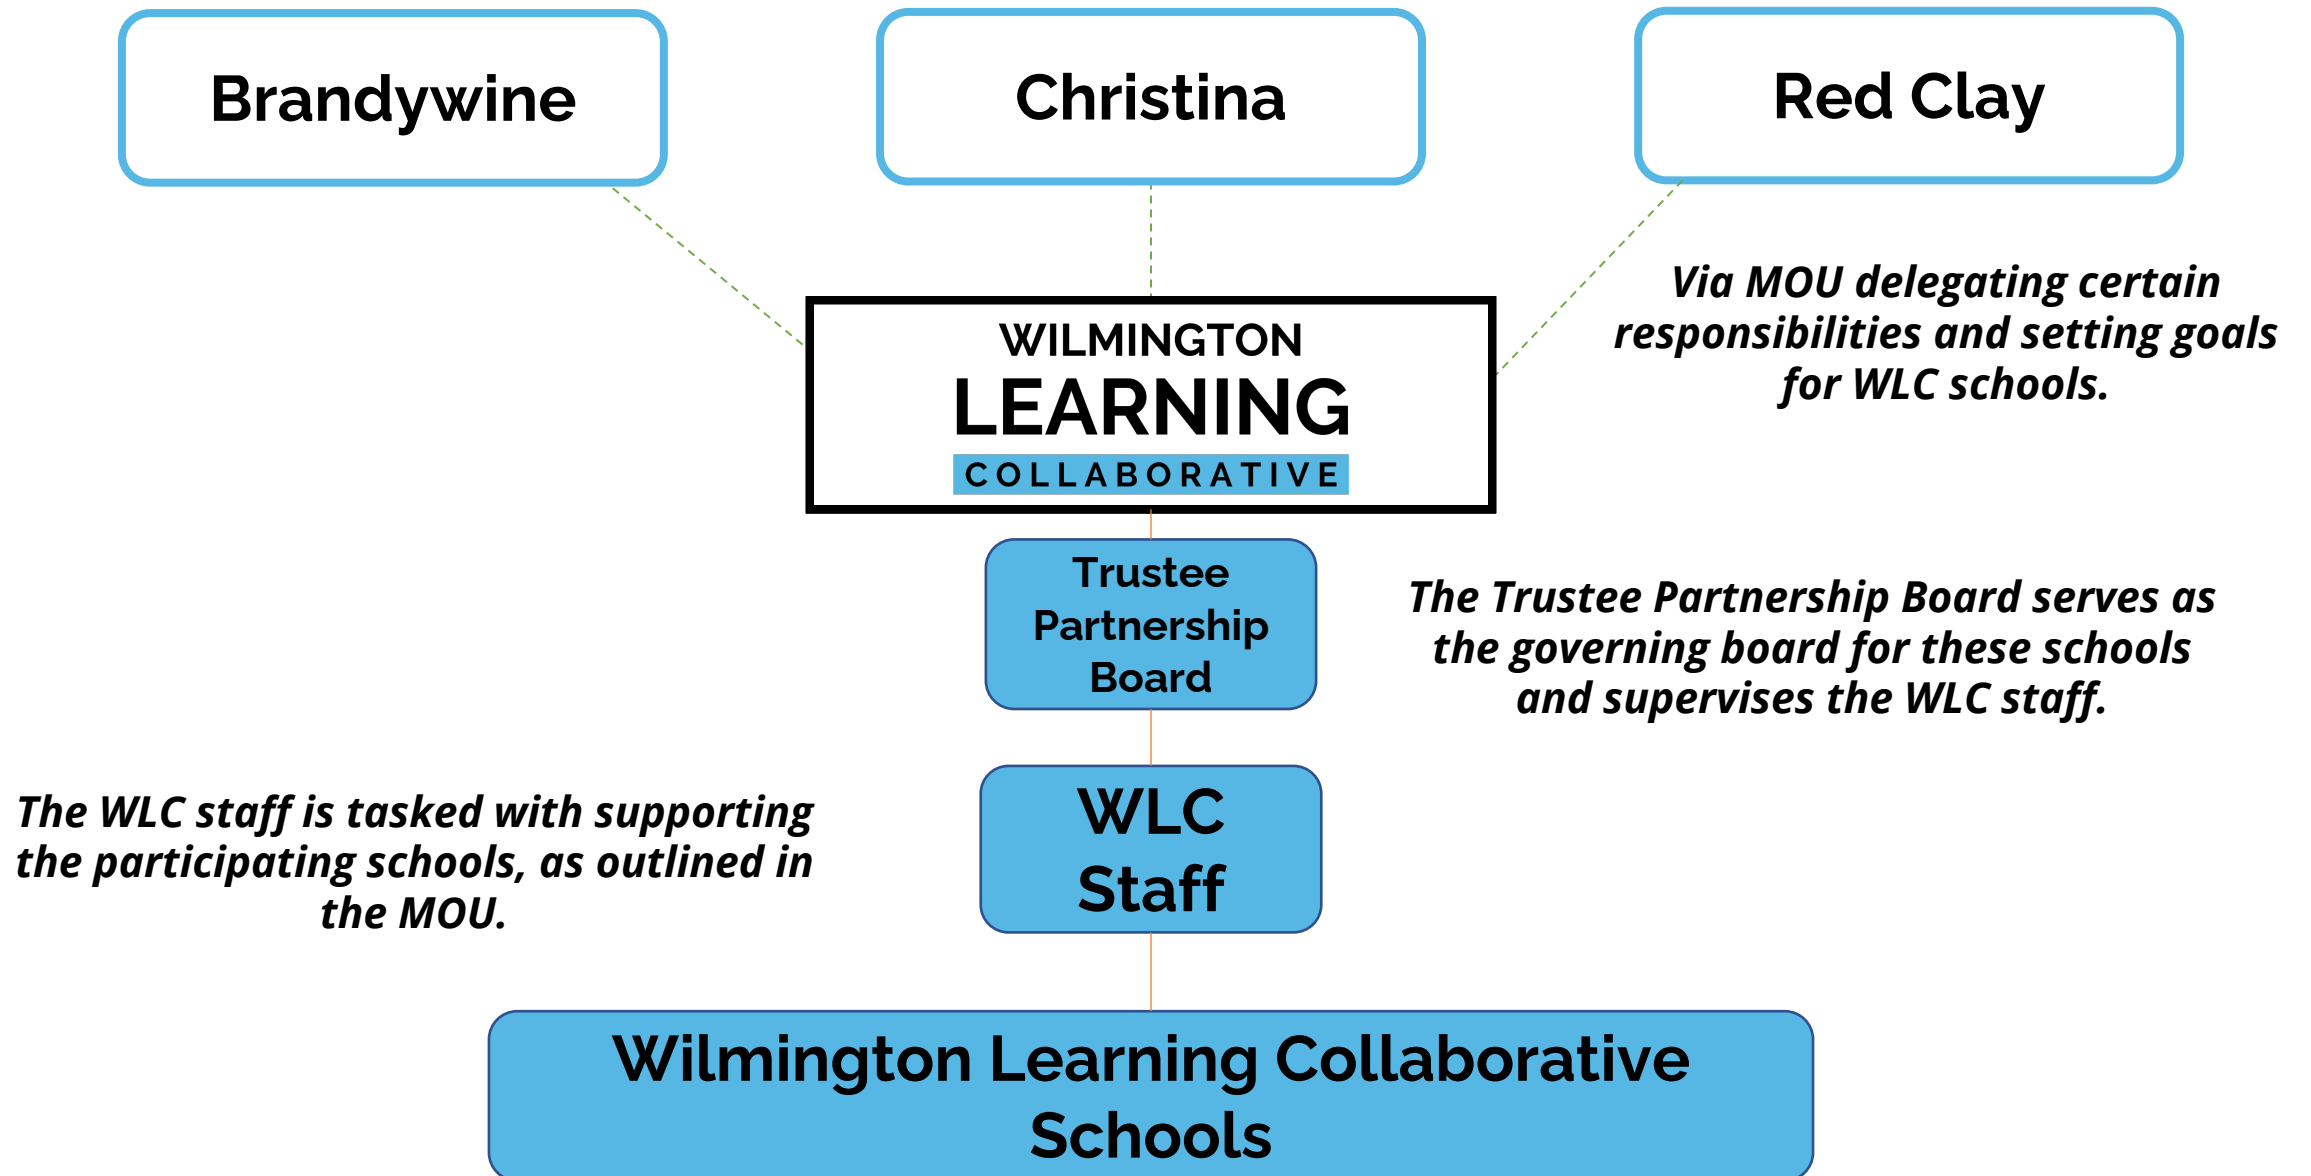 Brandywine
Christina
Red Clay
WILMINGTON
LEARNING
COLLABORATIVE
Via MOU delegating certain
responsibilities and setting goals
for WLC schools.
Trustee
Partnership
Board
The Trustee Partnership Board serves as
the governing board for these schools
and supervises the WLC staff.
WLC
Staff
The WLC staff is tasked with supporting
the participating schools, as outlined in
the MOU.
Wilmington Learning Collaborative
Schools